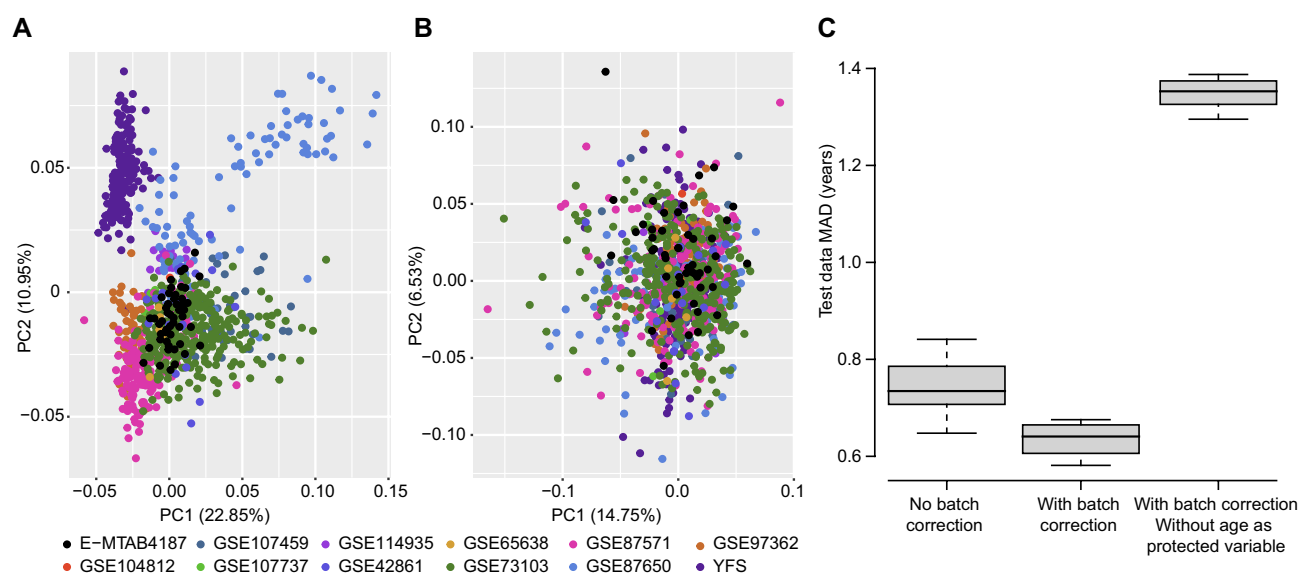 A
B
C
PC2 (10.95%)
0.05
0
−0.05
−0.05
0.00
0.05
0.10
0.15
PC1 (22.85%)
PC2 (6.53%)
0.10
0.05
0.00
−0.05
−0.10
−0.1
0.0
0.1
PC1 (14.75%)
Test data MAD (years)
1.4
1.2
1.0
0.8
0.6
No batch
correction
With batch
correction
With batch correction
Without age as
protected variable
E−MTAB4187 GSE107459 GSE114935 GSE65638 GSE87571 GSE97362
GSE104812 GSE107737 GSE42861 GSE73103 GSE87650 YFS